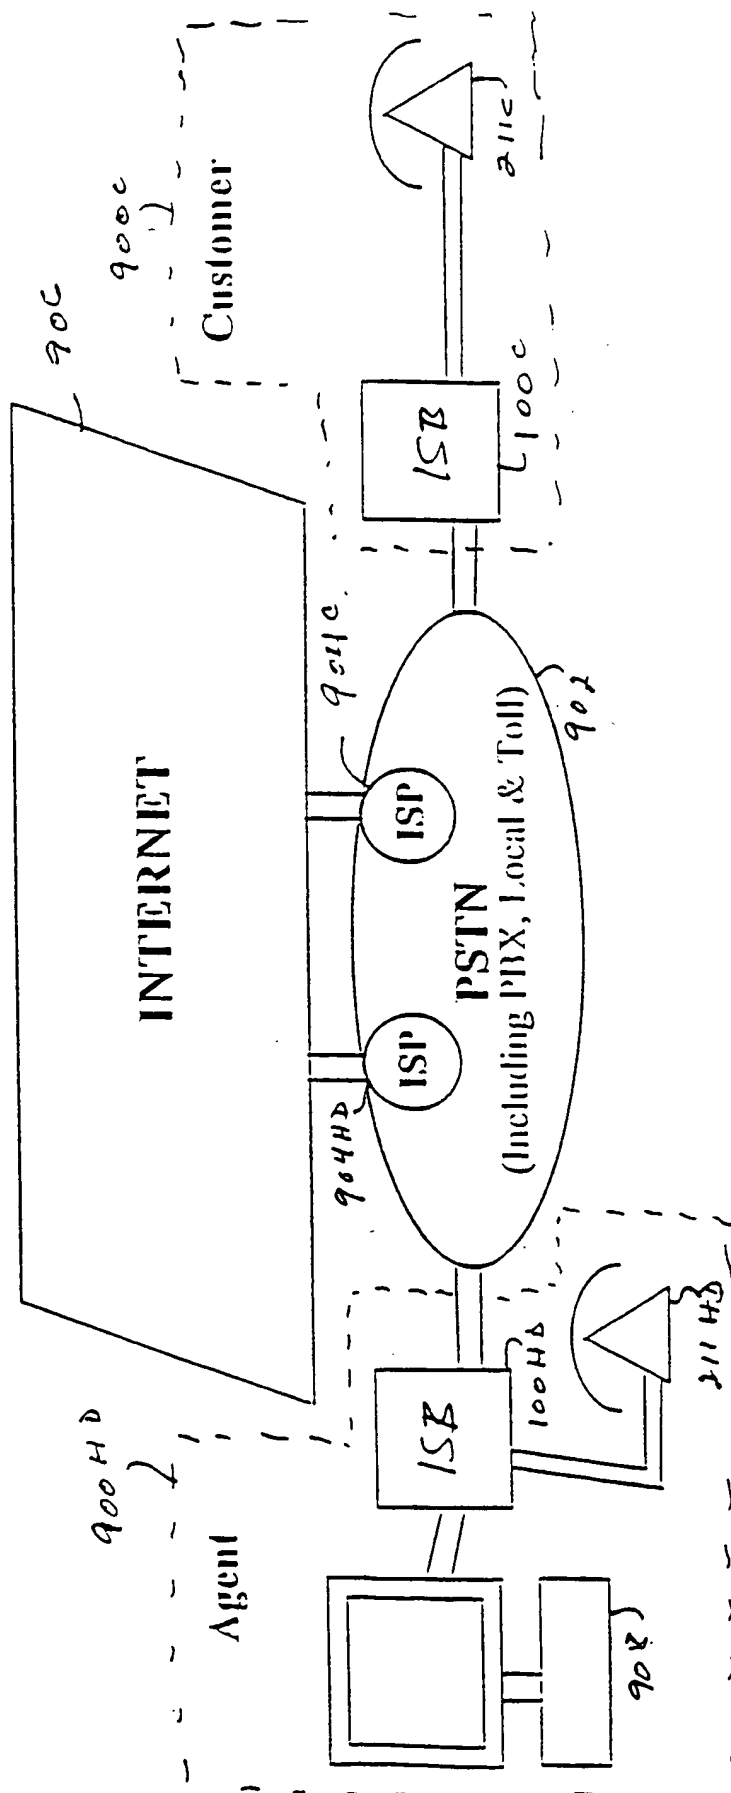 90C
900C
Customer
211C
ISB
100C
INTERNET
904C
ISP
902
PSTN
(Including PBX, Local & Toll)
ISP
904HD
900HD
Agent
ISB
100HD
211HD
908